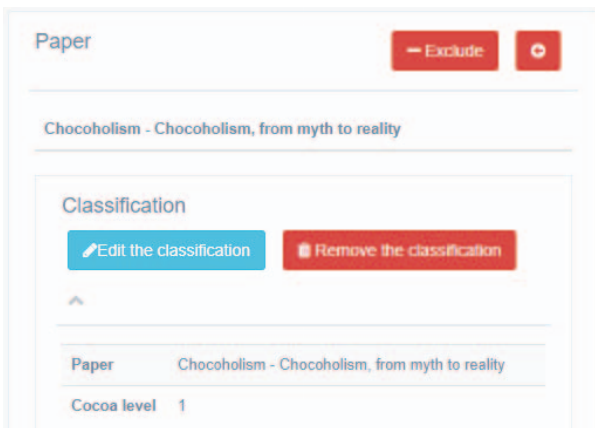 Paper
Exclude
Chocoholism - Chocoholism, from myth to reality
Classification
Edit the classification Remove the classification
Paper Chocoholism - Chocoholism, from myth to reality
Cocoa level 1